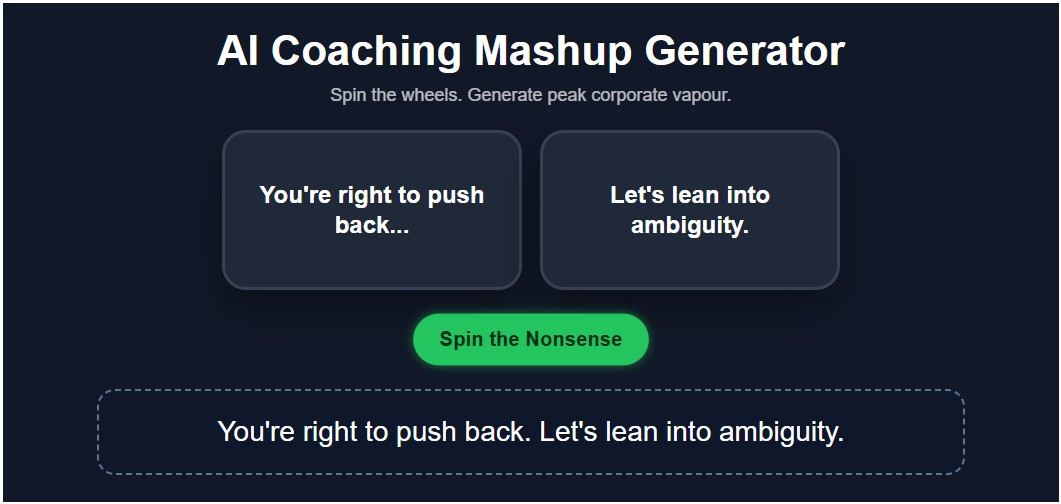 AI Coaching Mashup Generator
Spin the wheels. Generate peak corporate vapour.
You're right to push
back...
Let's lean into
ambiguity.
Spin the Nonsense
You're right to push back. Let's lean into ambiguity.